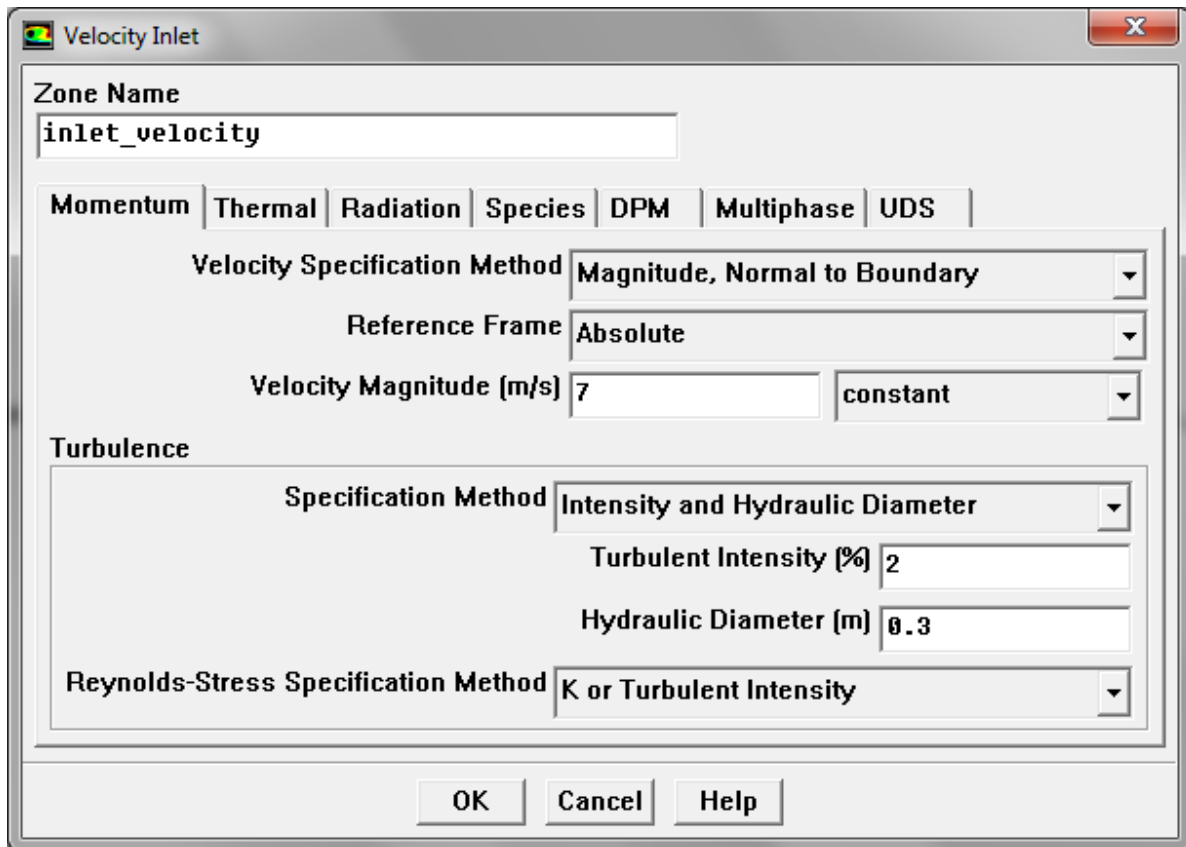 Velocity Inlet
Zone Name
inlet_velocity
Momentum Thermal Radiation Species DPM Multiphase UDS
Velocity Specification Method Magnitude, Normal to Boundary
Reference Frame Absolute
Velocity Magnitude (m/s) 7 constant
Turbulence
Specification Method Intensity and Hydraulic Diameter
Turbulent Intensity (%) 2
Hydraulic Diameter (m) 0.3
Reynolds-Stress Specification Method K or Turbulent Intensity
OK Cancel Help